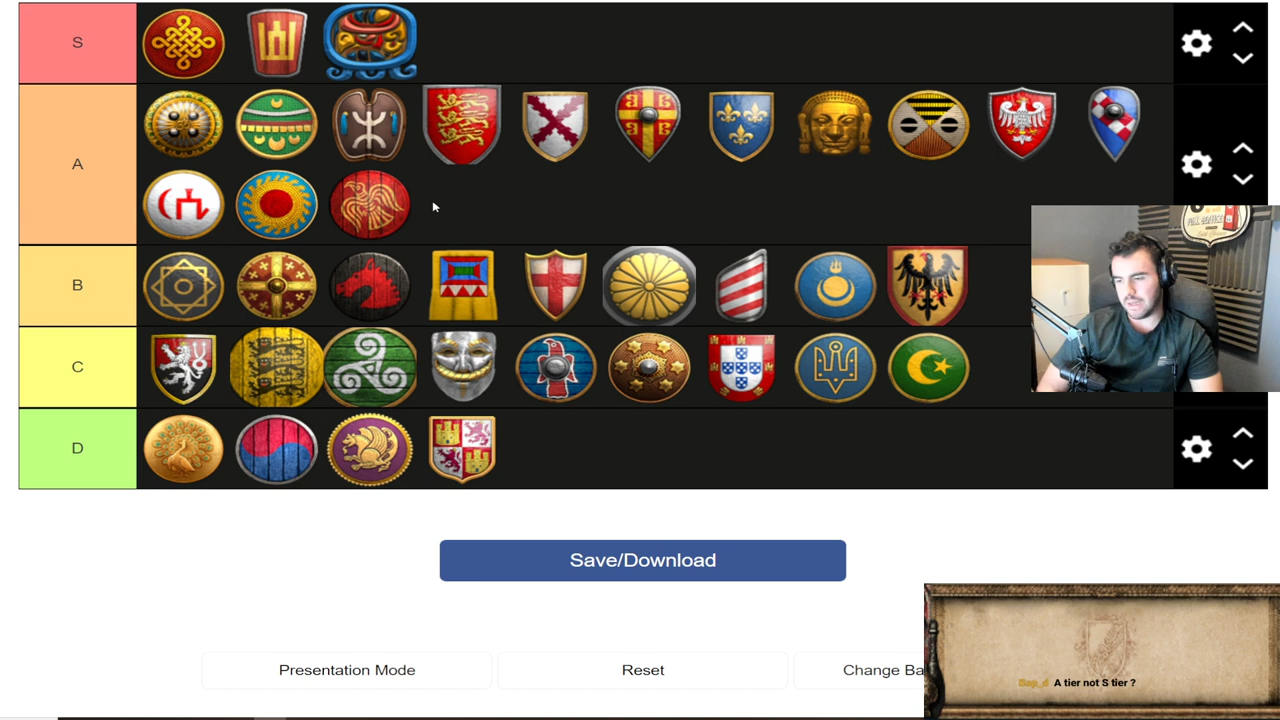 S
A
B
C
D
Save/Download
Presentation Mode
Reset
Change Ba
A tier not S tier ?